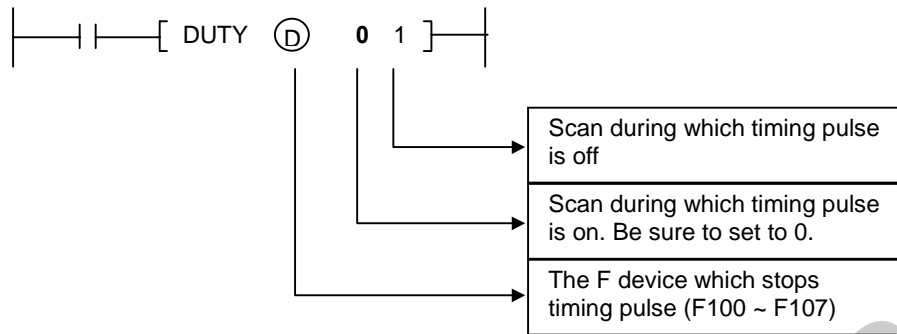 DUTY D 0 1
Scan during which timing pulse
is off
Scan during which timing pulse
is on. Be sure to set to 0.
The F device which stops
timing pulse (F100 ~ F107)